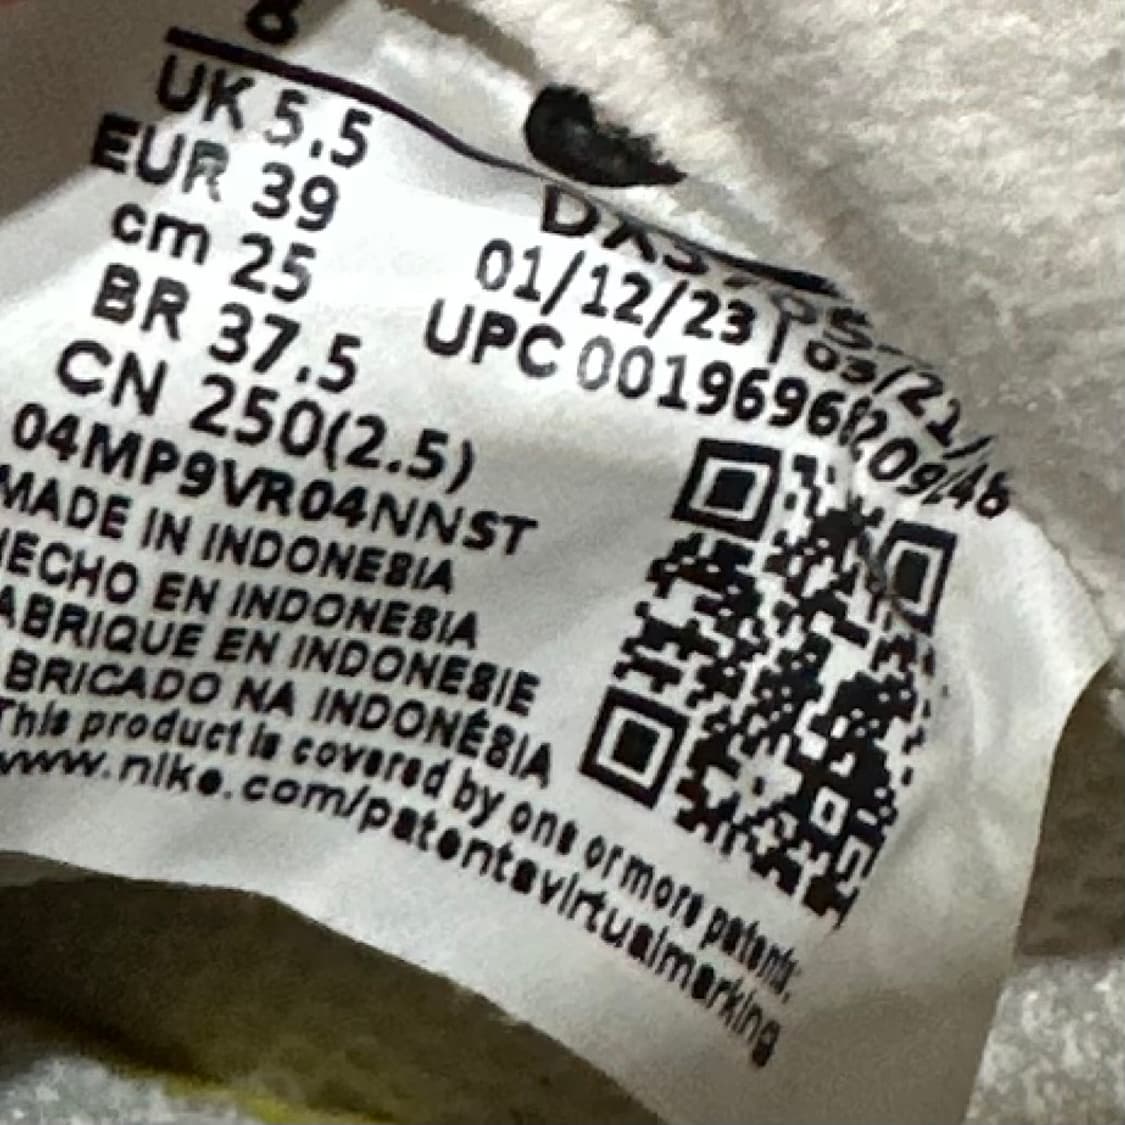 UK 5.5
EUR 39
cm 25
BR 37.5
CN 250(2.5)
04MP9VR04NNST
MADE IN INDONESIA
HECHO EN INDONESIA
ABRIQUE EN INDONESIE
BRICADO NA INDONÉSIA
This product is covered by one or more patents.
www.nike.com/patentsvirtualmarking
01/12/23
03/21/
UPC